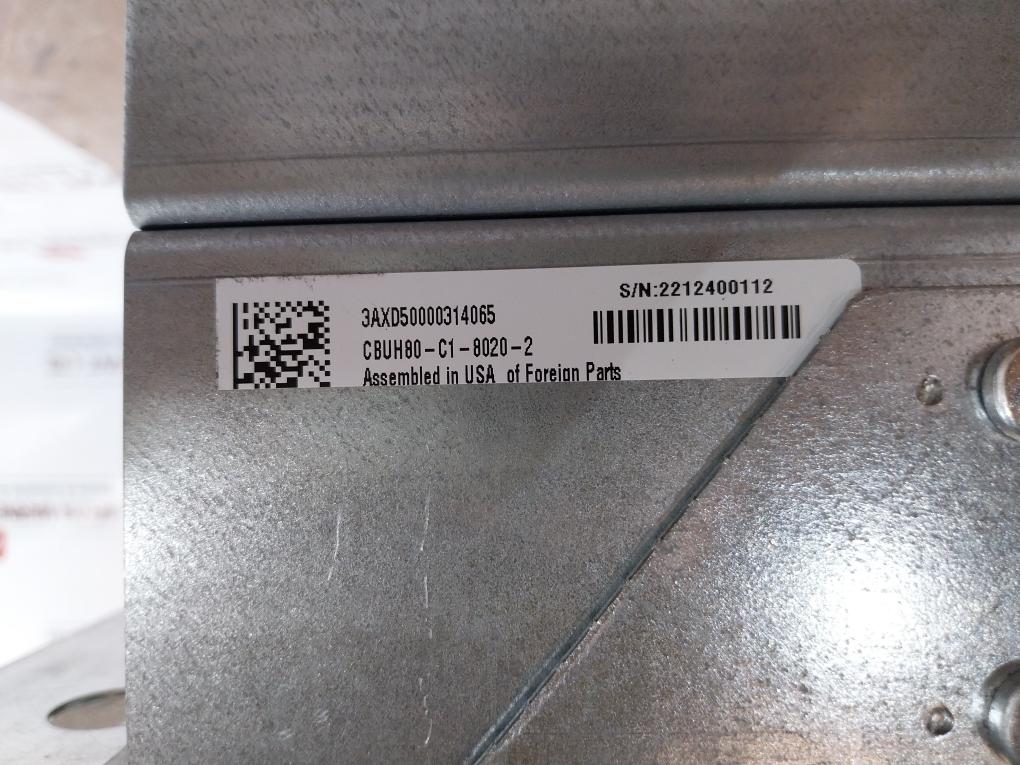 S/N:2212400112
3AXD50000314065
CBUH80-C1-8020-2
Assembled in USA of Foreign Parts